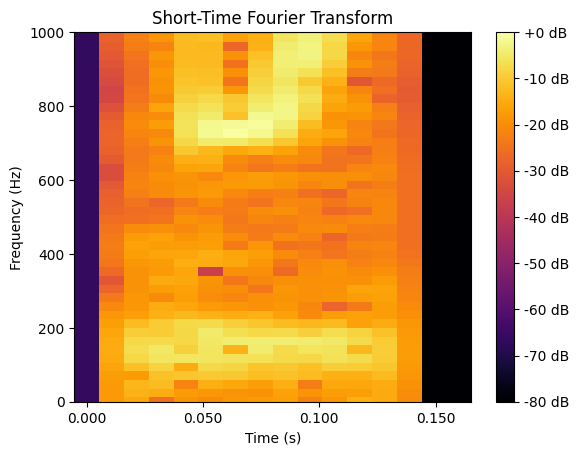 Short-Time Fourier Transform
1000
800
600
400
200
0
Frequency (Hz)
0.000
0.050
0.100
0.150
Time (s)
+0 dB
-10 dB
-20 dB
-30 dB
-40 dB
-50 dB
-60 dB
-70 dB
-80 dB